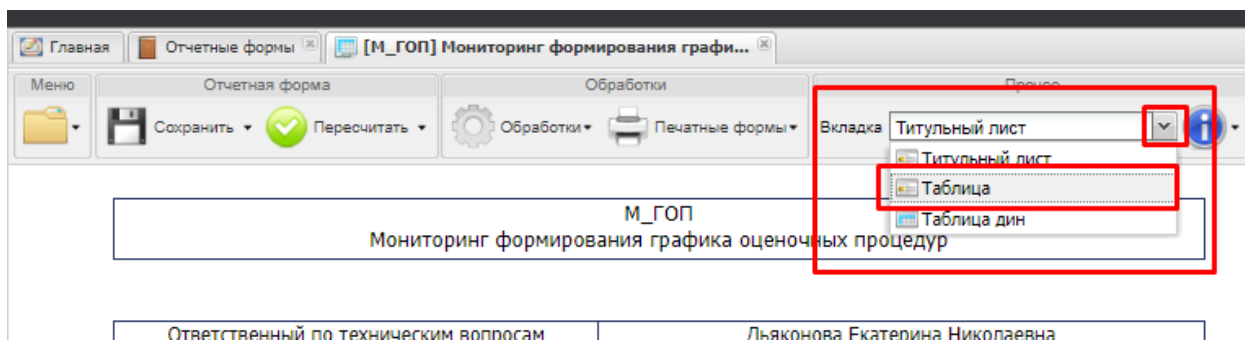 Главная
Отчетные формы
[М_ГОП] Мониторинг формирования графи...
Меню
Отчетная форма
Обработки
Прочее
Сохранить
Пересчитать
Обработки
Печатные формы
Вкладка
Титульный лист
Титульный лист
Таблица
Таблица дин
М_ГОП
Мониторинг формирования графика оценочных процедур
Ответственный по техническим вопросам
Дьяконова Екатерина Николаевна